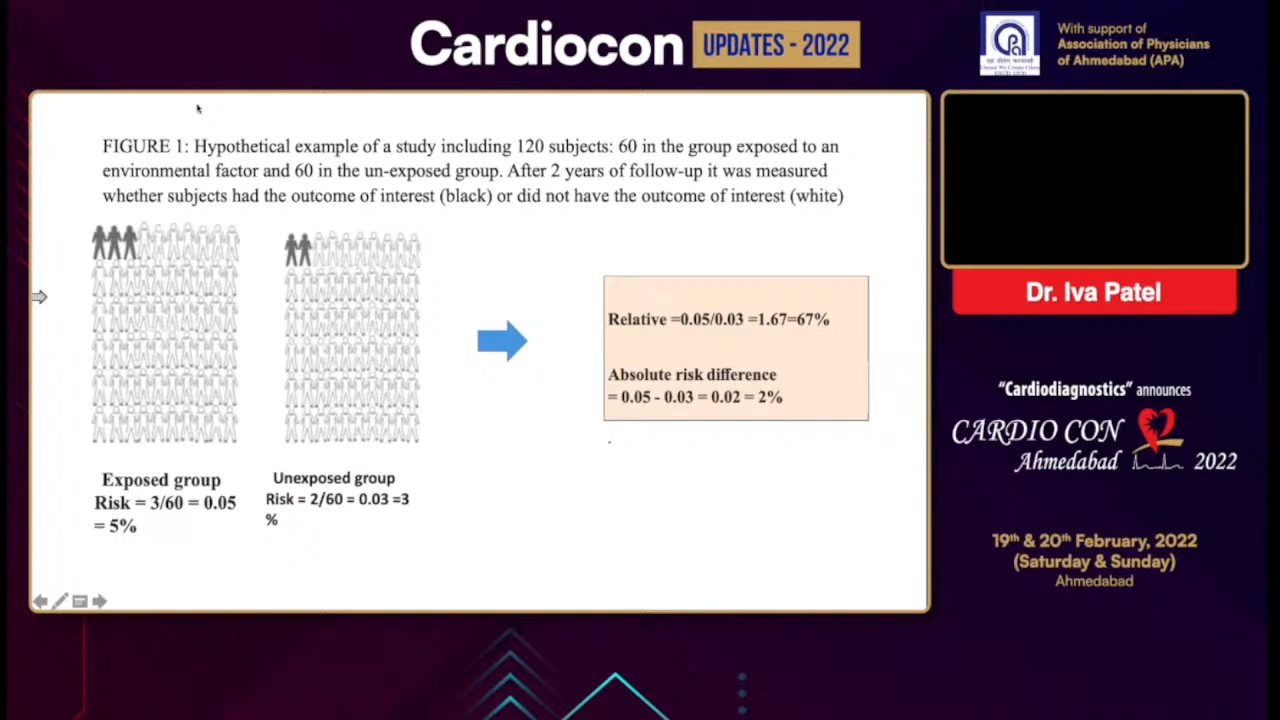 Cardiocon UPDATES - 2022
With support of
Association of Physicians
of Ahmedabad (APA)
FIGURE 1: Hypothetical example of a study including 120 subjects: 60 in the group exposed to an
environmental factor and 60 in the un-exposed group. After 2 years of follow-up it was measured
whether subjects had the outcome of interest (black) or did not have the outcome of interest (white)
Relative =0.05/0.03 =1.67=67%
Absolute risk difference
= 0.05 - 0.03 = 0.02 = 2%
.
Exposed group
Risk = 3/60 = 0.05
= 5%
Unexposed group
Risk = 2/60 = 0.03 =3
%
Dr. Iva Patel
“Cardiodiagnostics” announces
CARDIO CON
Ahmedabad 2022
19th & 20th February, 2022
(Saturday & Sunday)
Ahmedabad